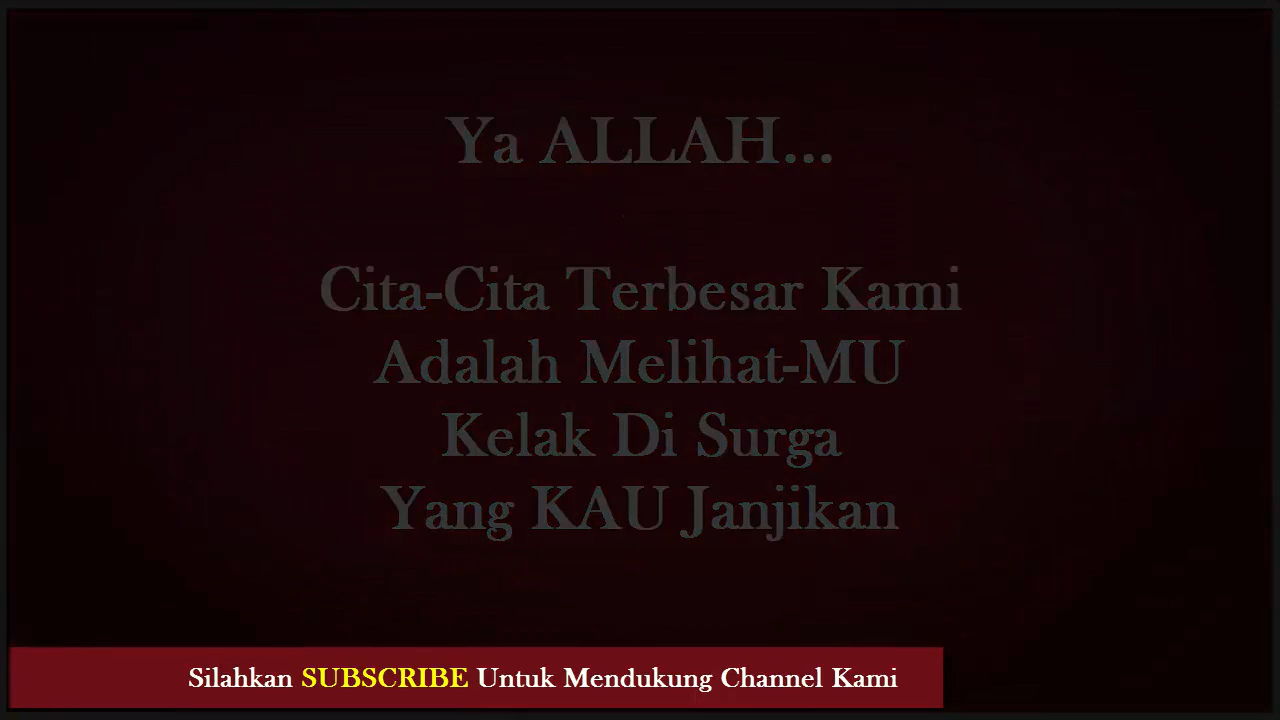 Ya ALLAH...
Cita-Cita Terbesar Kami
Adalah Melihat-MU
Kelak Di Surga
Yang KAU Janjikan
Silahkan SUBSCRIBE Untuk Mendukung Channel Kami